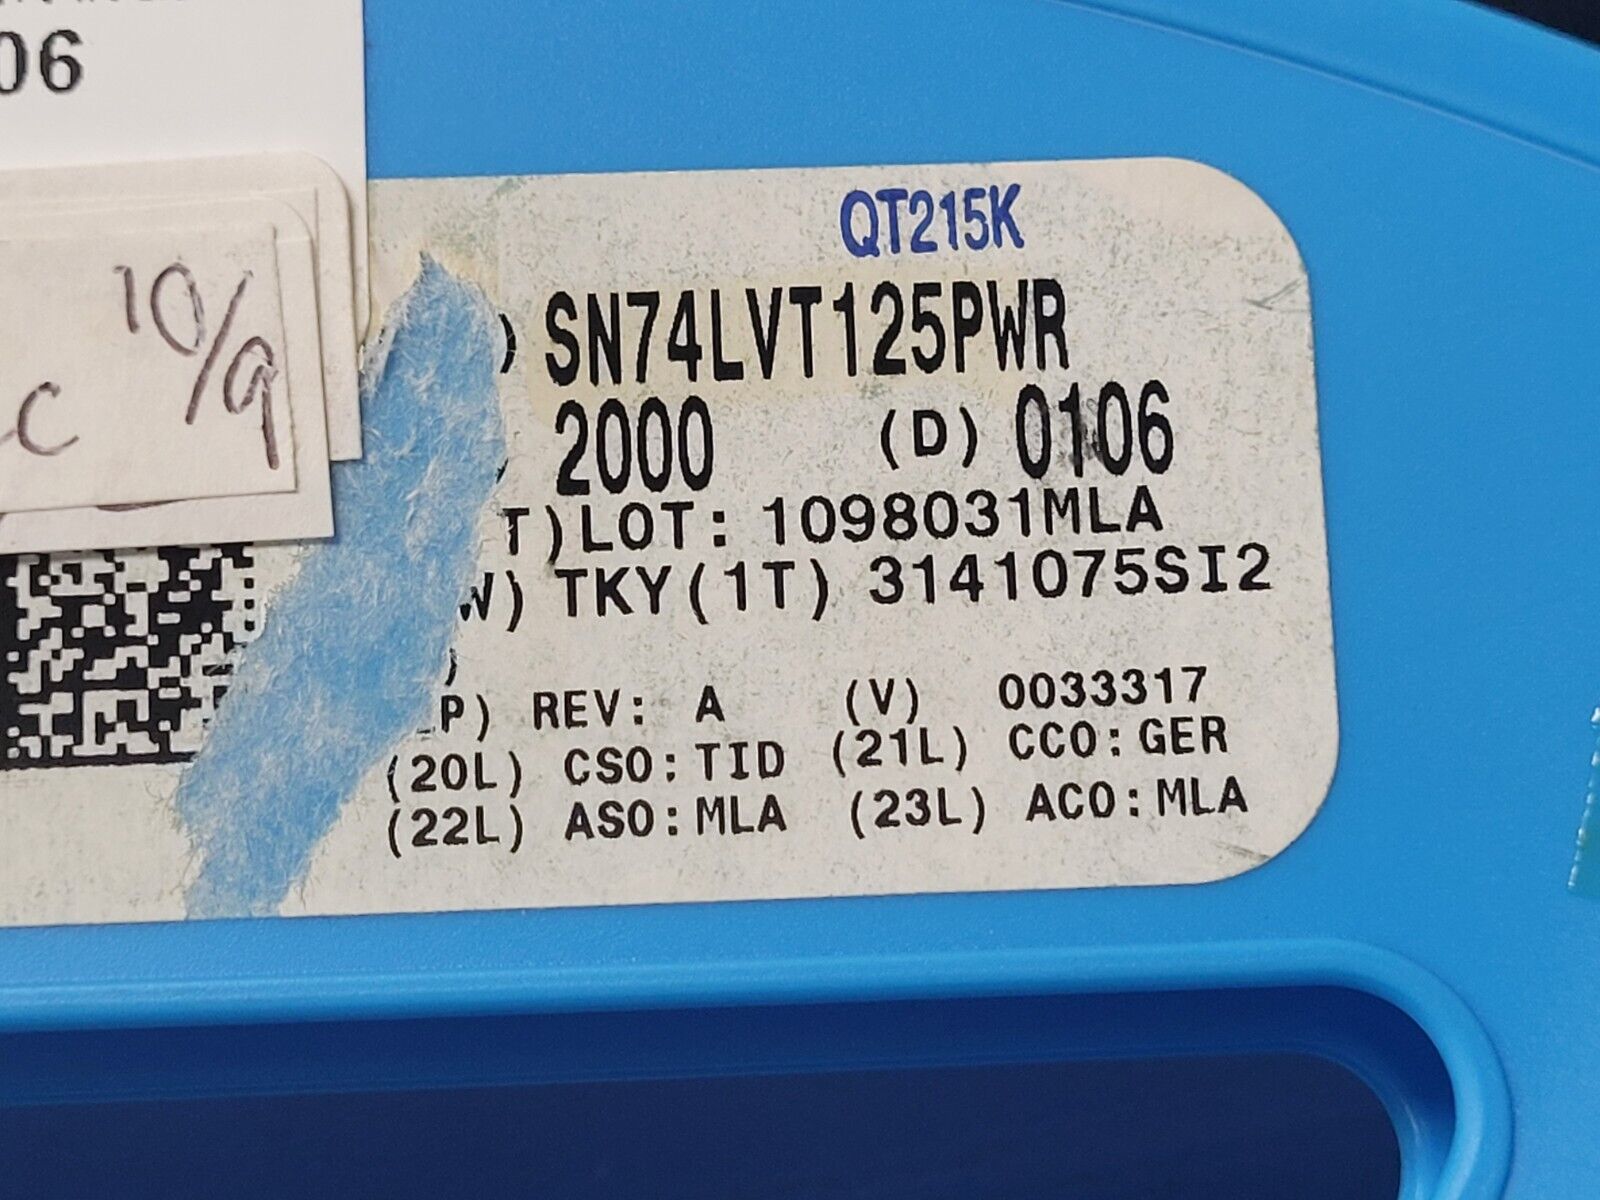 06
10/9
C
QT215K
) SN74LVT125PWR
2000 (D) 0106
T)LOT: 1098031MLA
W) TKY(1T) 3141075SI2
)
P) REV: A (V) 0033317
(20L) CSO:TID (21L) CCO:GER
(22L) ASO:MLA (23L) ACO:MLA